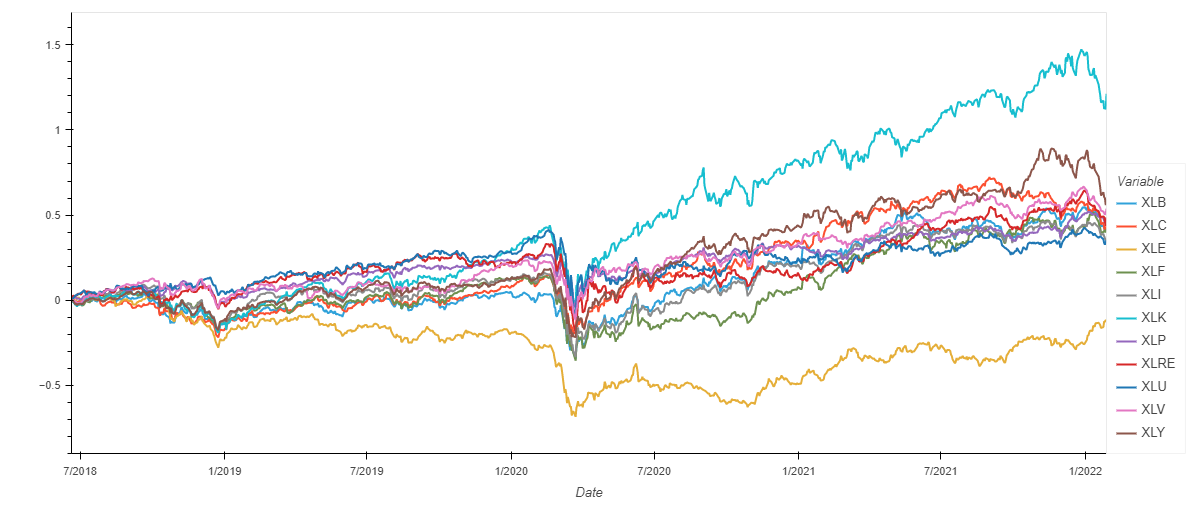 1.5
1
0.5
0
−0.5
7/2018 1/2019 7/2019 1/2020 7/2020 1/2021 7/2021 1/2022
Date
Variable
XLB
XLC
XLE
XLF
XLI
XLK
XLP
XLRE
XLU
XLV
XLY